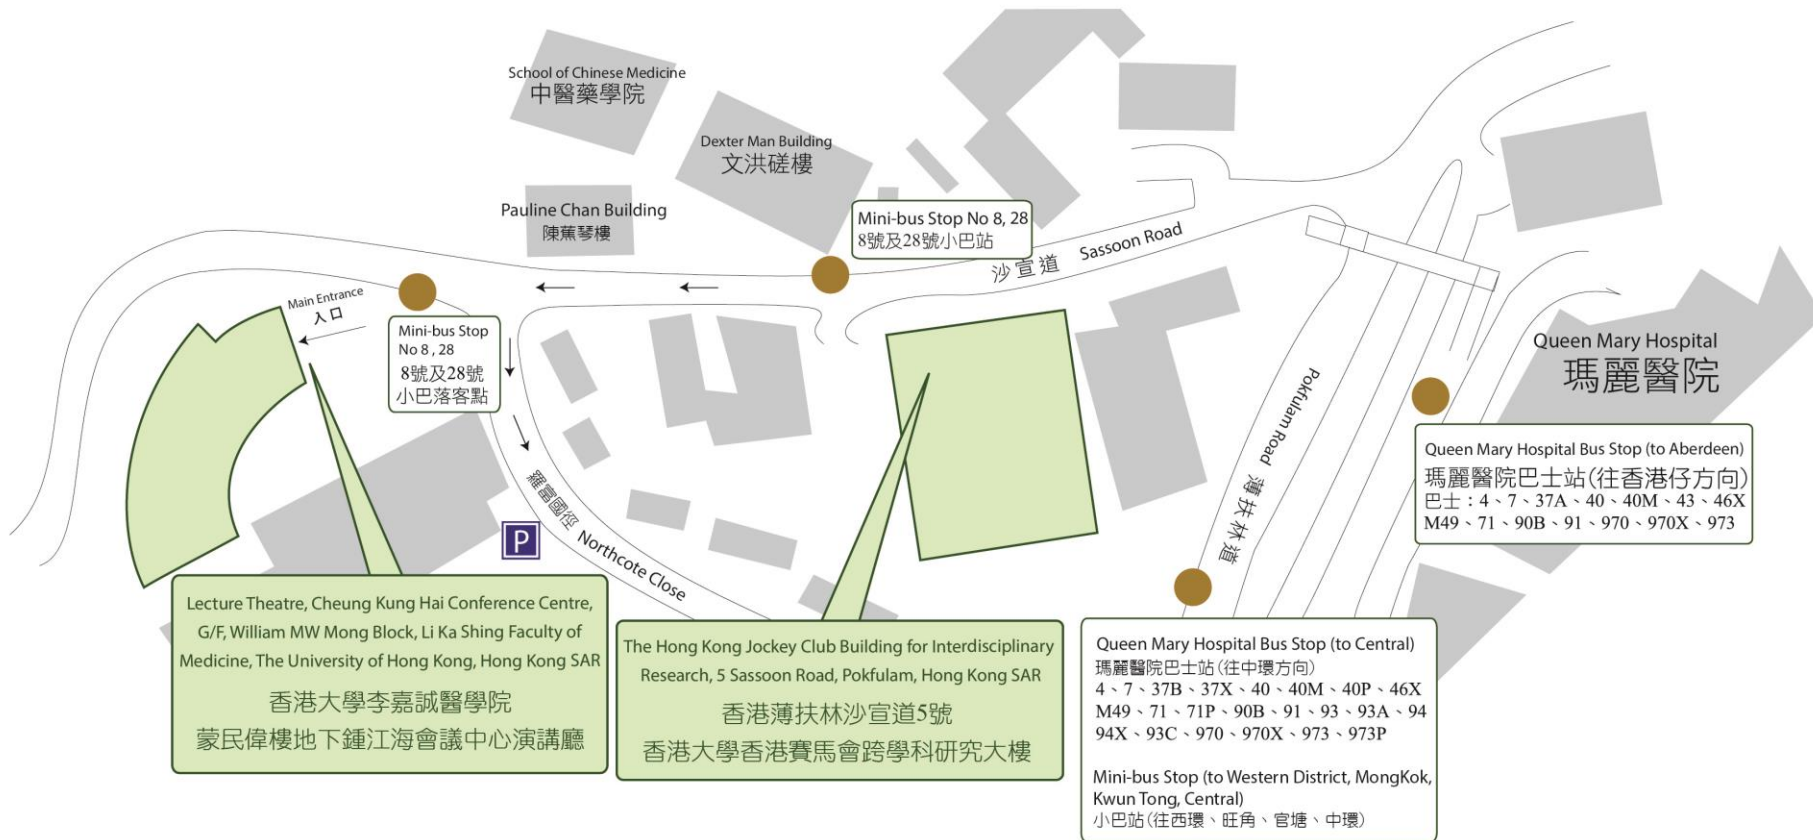 School of Chinese Medicine
中醫藥學院
Dexter Man Building
文洪磋樓
Pauline Chan Building
陳蕉琴樓
Mini-bus Stop No 8, 28
8號及28號小巴站
沙宣道 Sassoon Road
Main Entrance
入口
Mini-bus Stop
No 8 , 28
8號及28號
小巴落客點
羅富國徑 Northcote Close
P
Pokfulam Road 薄扶林道
Queen Mary Hospital
瑪麗醫院
Queen Mary Hospital Bus Stop (to Aberdeen)
瑪麗醫院巴士站(往香港仔方向)
巴士：4、7、37A、40、40M、43、46X
M49、71、90B、91、970、970X、973
Lecture Theatre, Cheung Kung Hai Conference Centre,
G/F, William MW Mong Block, Li Ka Shing Faculty of
Medicine, The University of Hong Kong, Hong Kong SAR
香港大學李嘉誠醫學院
蒙民偉樓地下鍾江海會議中心演講廳
The Hong Kong Jockey Club Building for Interdisciplinary
Research, 5 Sassoon Road, Pokfulam, Hong Kong SAR
香港薄扶林沙宣道5號
香港大學香港賽馬會跨學科研究大樓
Queen Mary Hospital Bus Stop (to Central)
瑪麗醫院巴士站(往中環方向)
4、7、37B、37X、40、40M、40P、46X
M49、71、71P、90B、91、93、93A、94
94X、93C、970、970X、973、973P
Mini-bus Stop (to Western District, MongKok,
Kwun Tong, Central)
小巴站(往西環、旺角、官塘、中環)